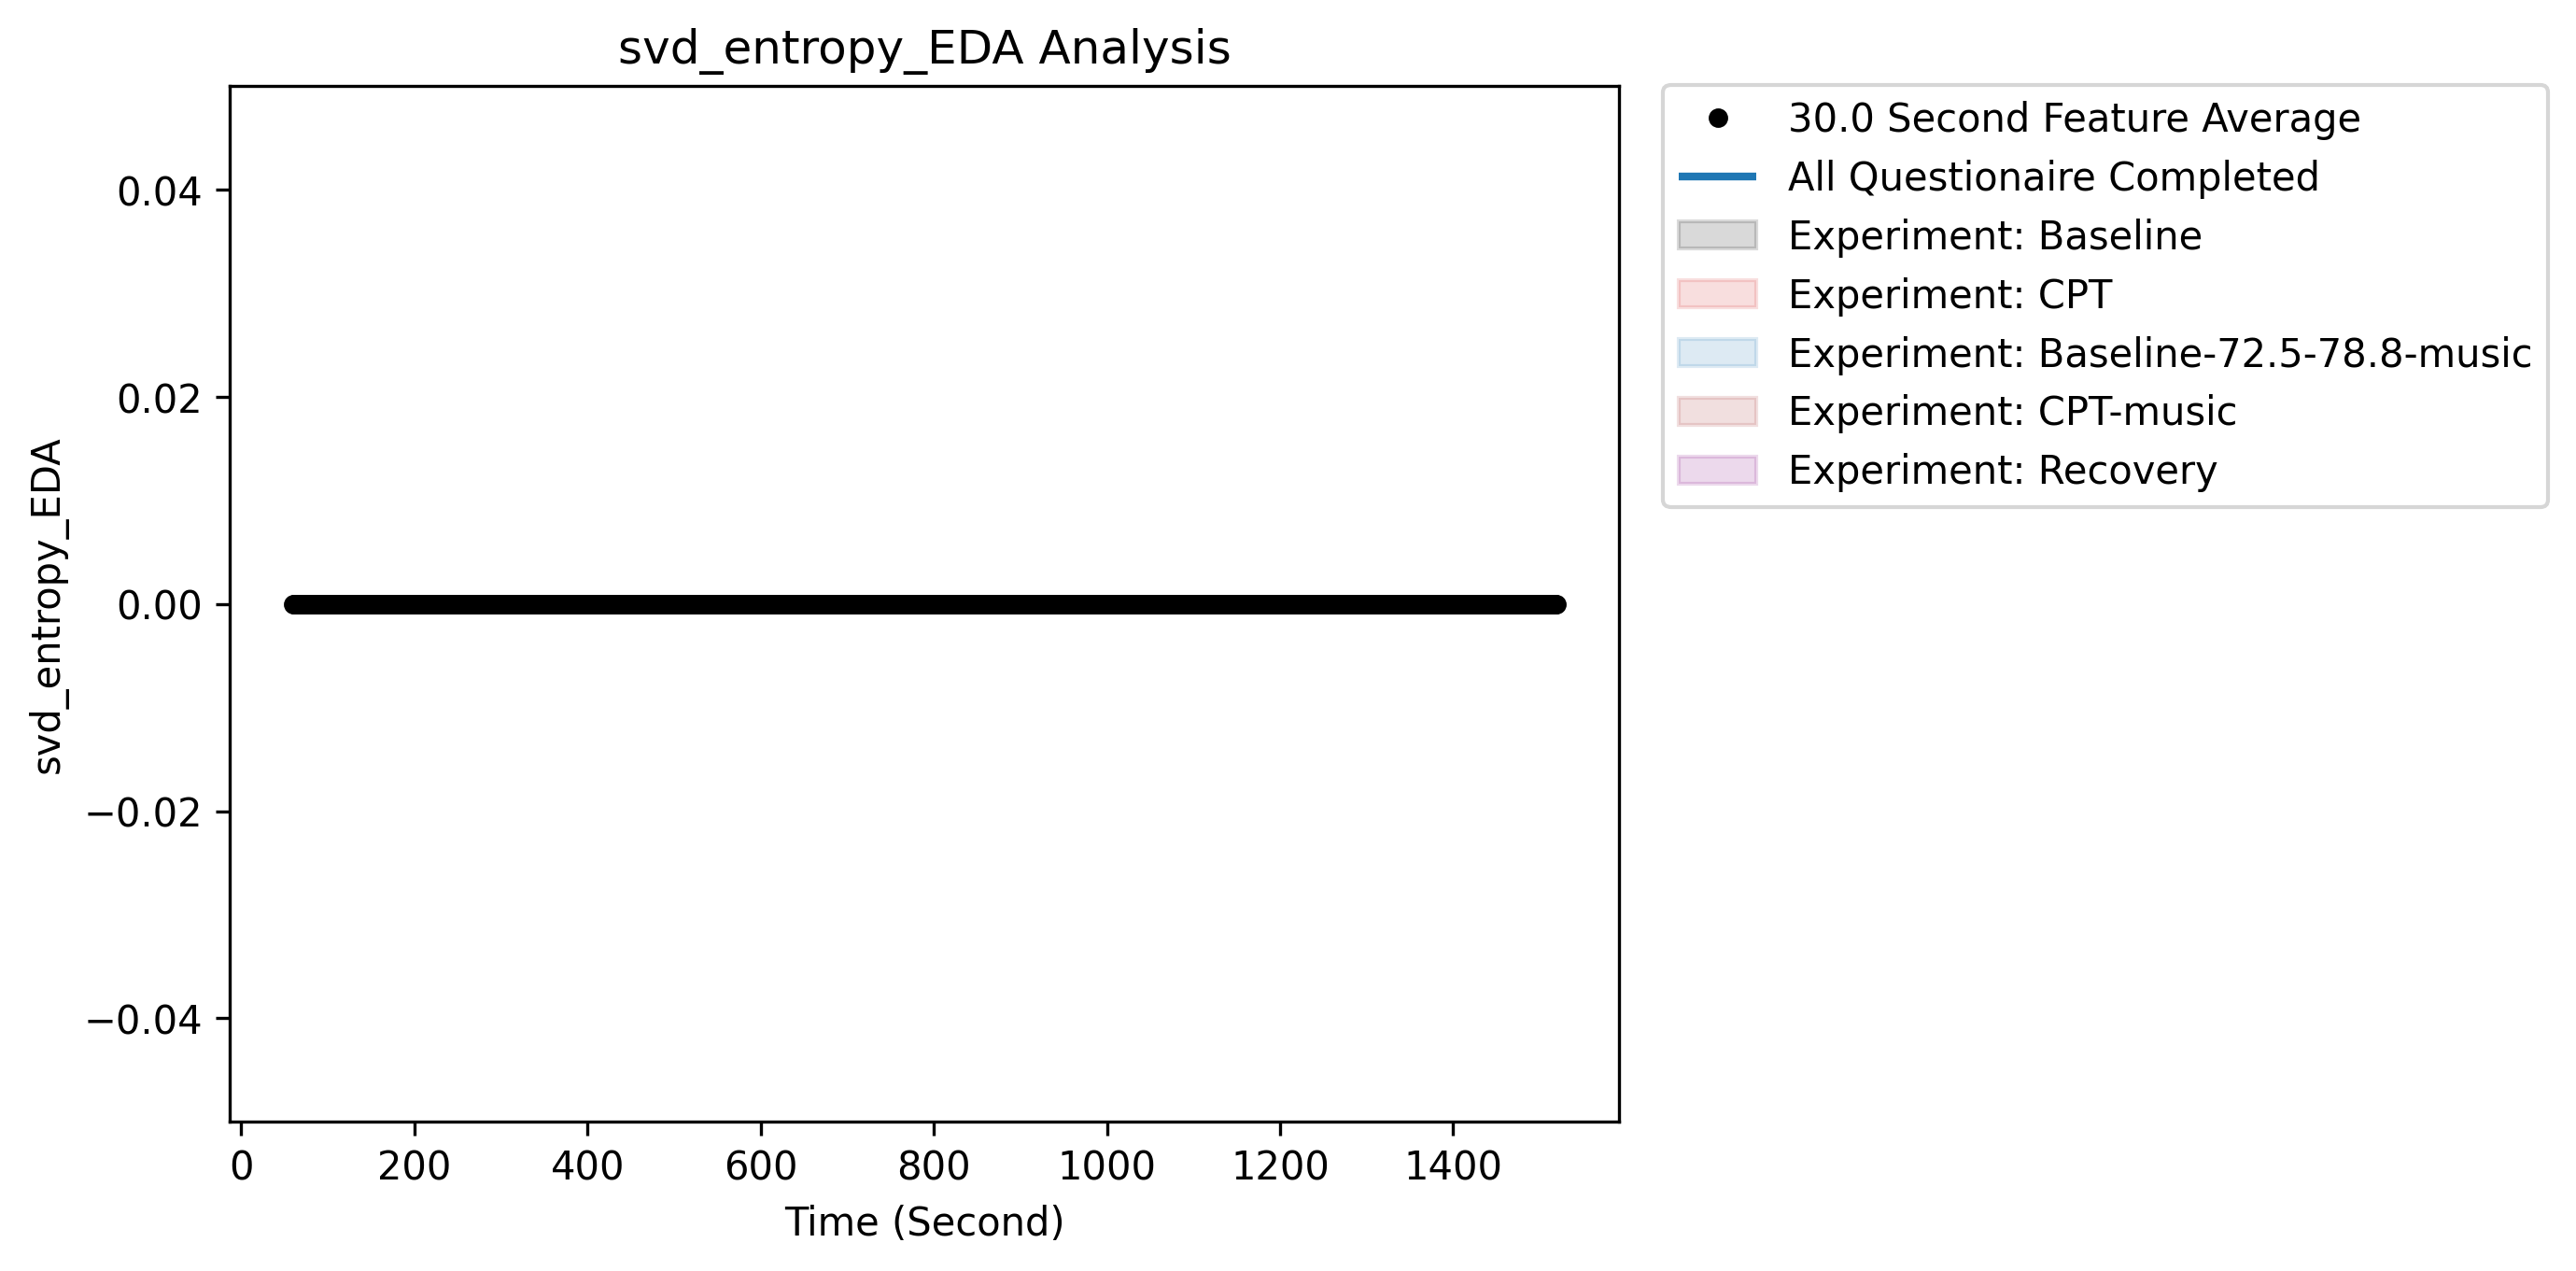 svd_entropy_EDA Analysis
30.0 Second Feature Average
All Questionaire Completed
Experiment: Baseline
Experiment: CPT
Experiment: Baseline-72.5-78.8-music
Experiment: CPT-music
Experiment: Recovery
svd_entropy_EDA
0.04
0.02
0.00
−0.02
−0.04
0 200 400 600 800 1000 1200 1400
Time (Second)